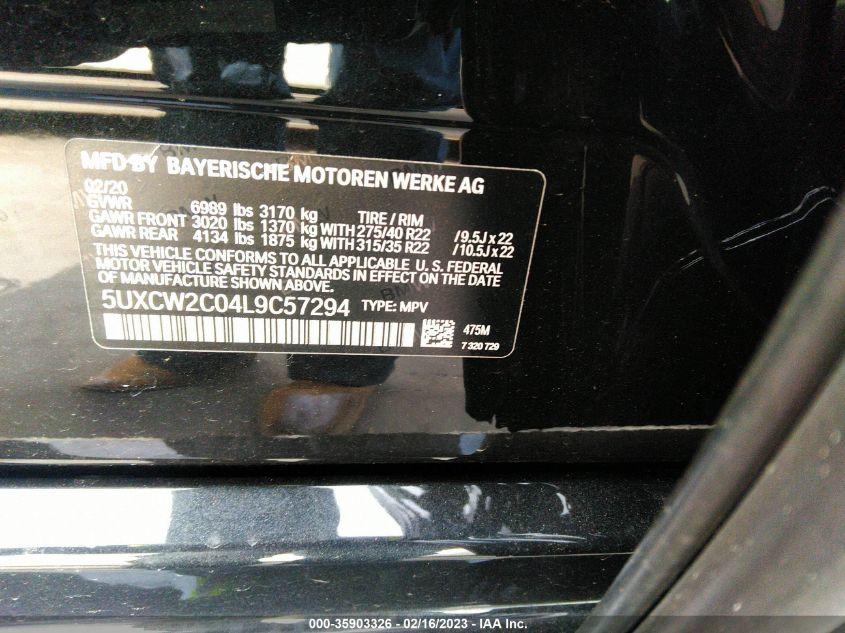 MFD BY BAYERISCHE MOTOREN WERKE AG
02/20
GVWR 6989 lbs 3170 kg TIRE / RIM
GAWR FRONT 3020 lbs 1370 kg WITH 275/40 R22 / 9.5J x 22
GAWR REAR 4134 lbs 1875 kg WITH 315/35 R22 / 10.5J x 22
THIS VEHICLE CONFORMS TO ALL APPLICABLE U.S. FEDERAL
MOTOR VEHICLE SAFETY STANDARDS IN EFFECT ON THE DATE
OF MANUFACTURE SHOWN ABOVE.
5UXCW2C04L9C57294 TYPE: MPV
475M
7 320 729
000-35903326 - 02/16/2023 - IAA Inc.